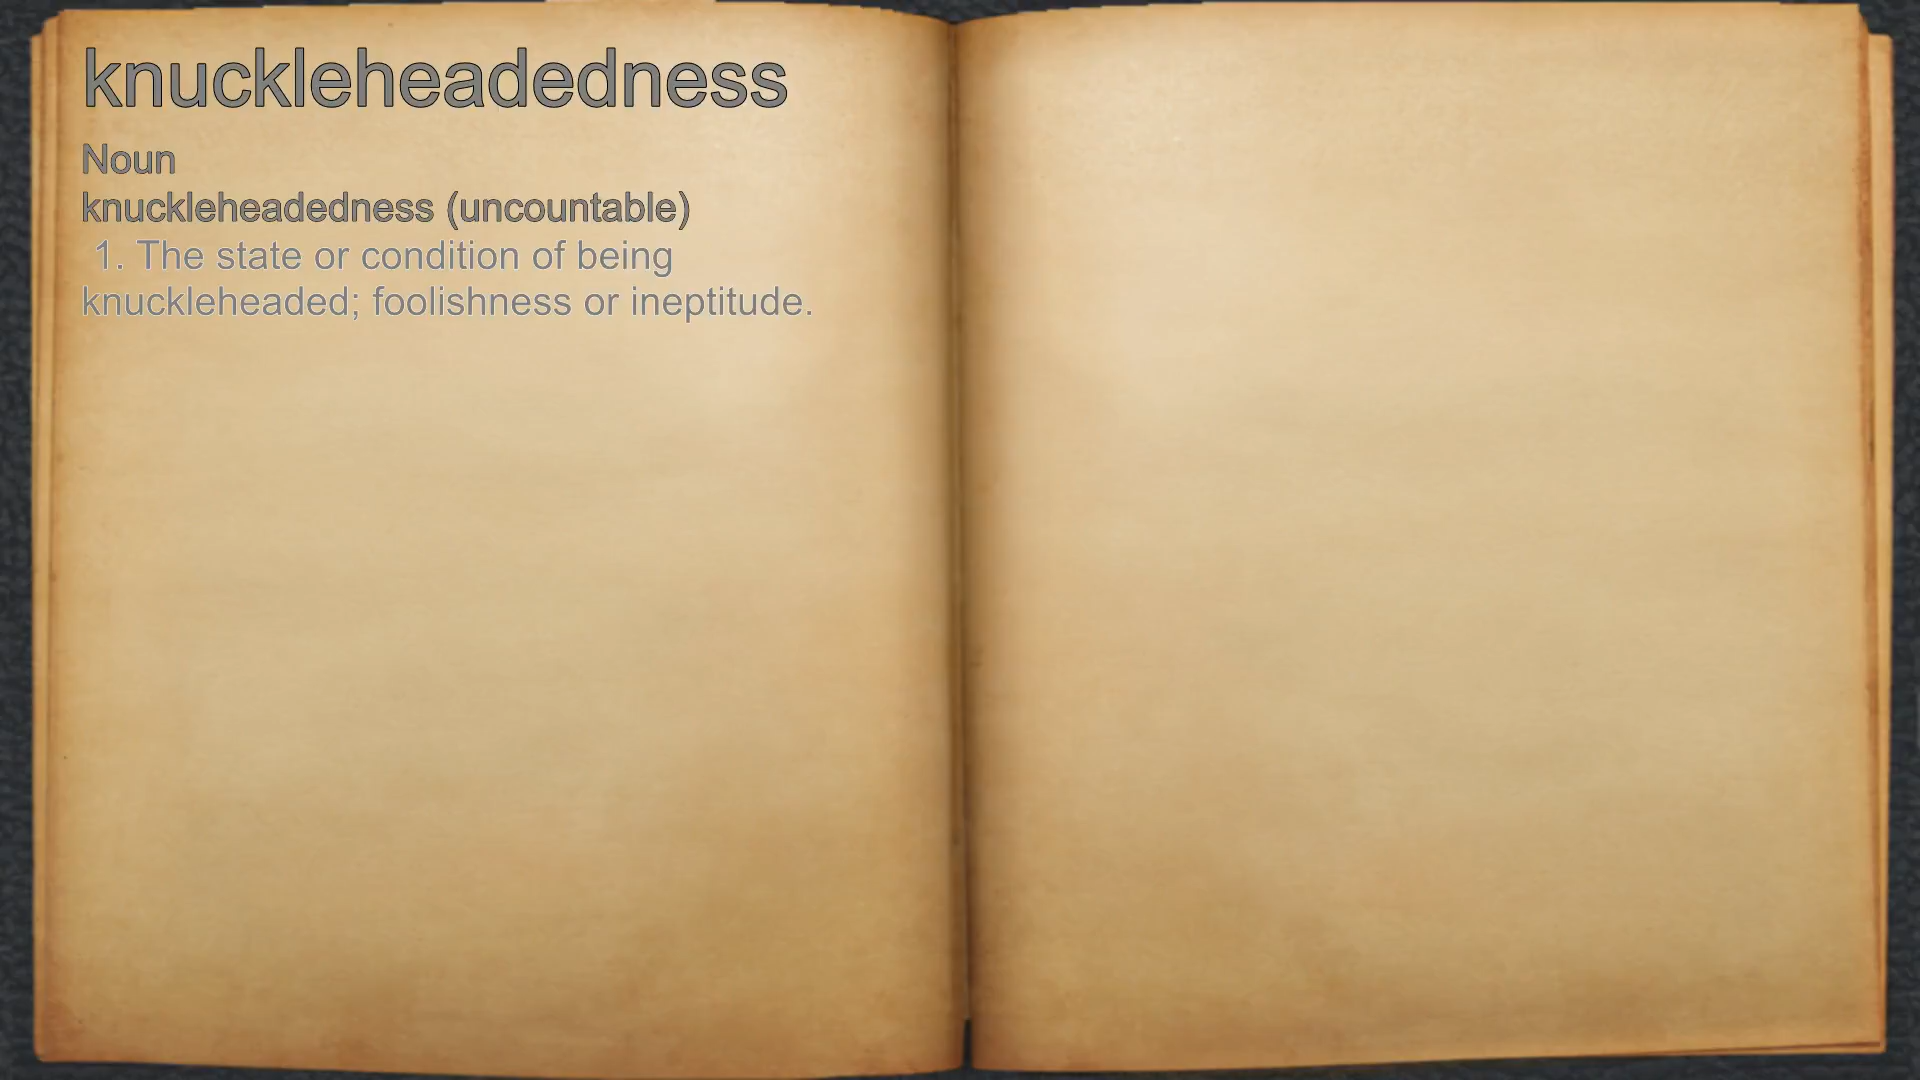 knuckleheadedness
Noun
knuckleheadedness (uncountable)
1. The state or condition of being
knuckleheaded; foolishness or ineptitude.